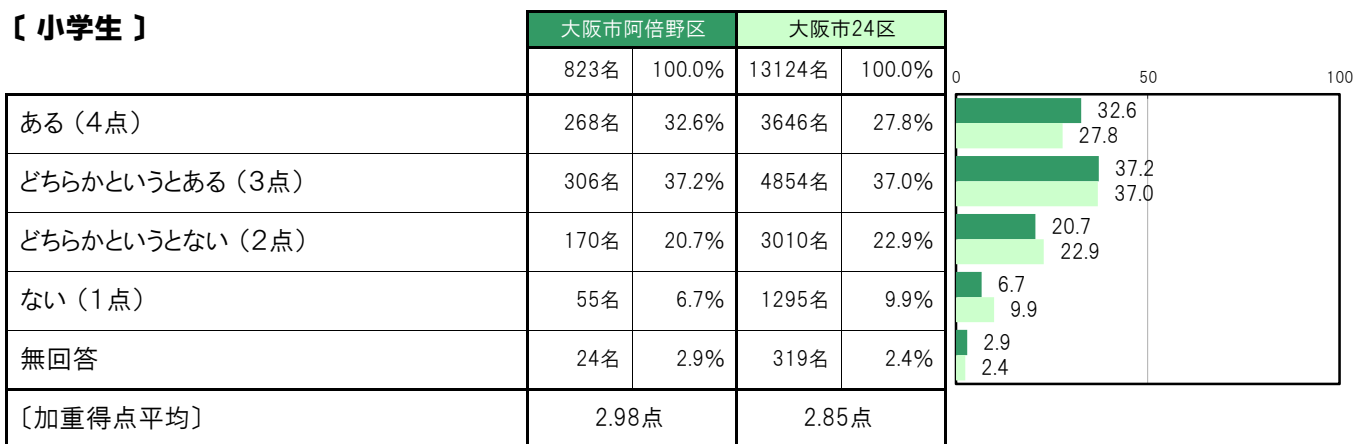 〔 小学生 〕
大阪市阿倍野区 大阪市24区
823名 100.0% 13124名 100.0%
0 50 100
ある（4点） 268名 32.6% 3646名 27.8%
32.6
27.8
どちらかというとある（3点） 306名 37.2% 4854名 37.0%
37.2
37.0
どちらかというとない（2点） 170名 20.7% 3010名 22.9%
20.7
22.9
ない（1点） 55名 6.7% 1295名 9.9%
6.7
9.9
無回答 24名 2.9% 319名 2.4%
2.9
2.4
〔加重得点平均〕 2.98点 2.85点